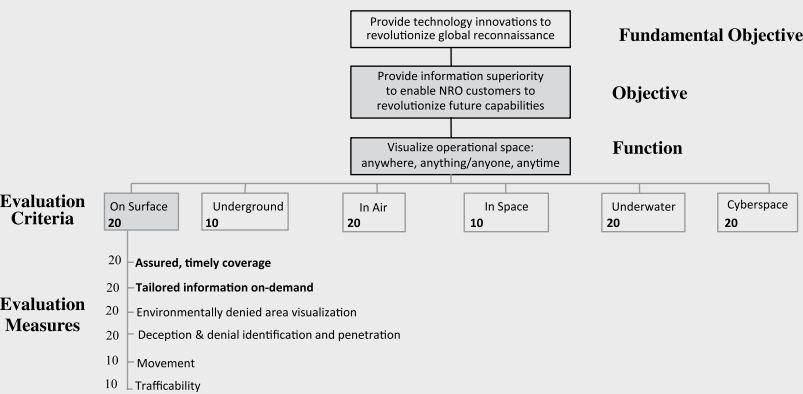 Provide technology innovations to
revolutionize global reconnaissance
Fundamental Objective
Provide information superiority
to enable NRO customers to
revolutionize future capabilities
Objective
Visualize operational space:
anywhere, anything/anyone, anytime
Function
Evaluation
Criteria
On Surface
20
Underground
10
In Air
20
In Space
10
Underwater
20
Cyberspace
20
Evaluation
Measures
20 Assured, timely coverage
20 Tailored information on-demand
20 Environmentally denied area visualization
20 Deception & denial identification and penetration
10 Movement
10 Trafficability